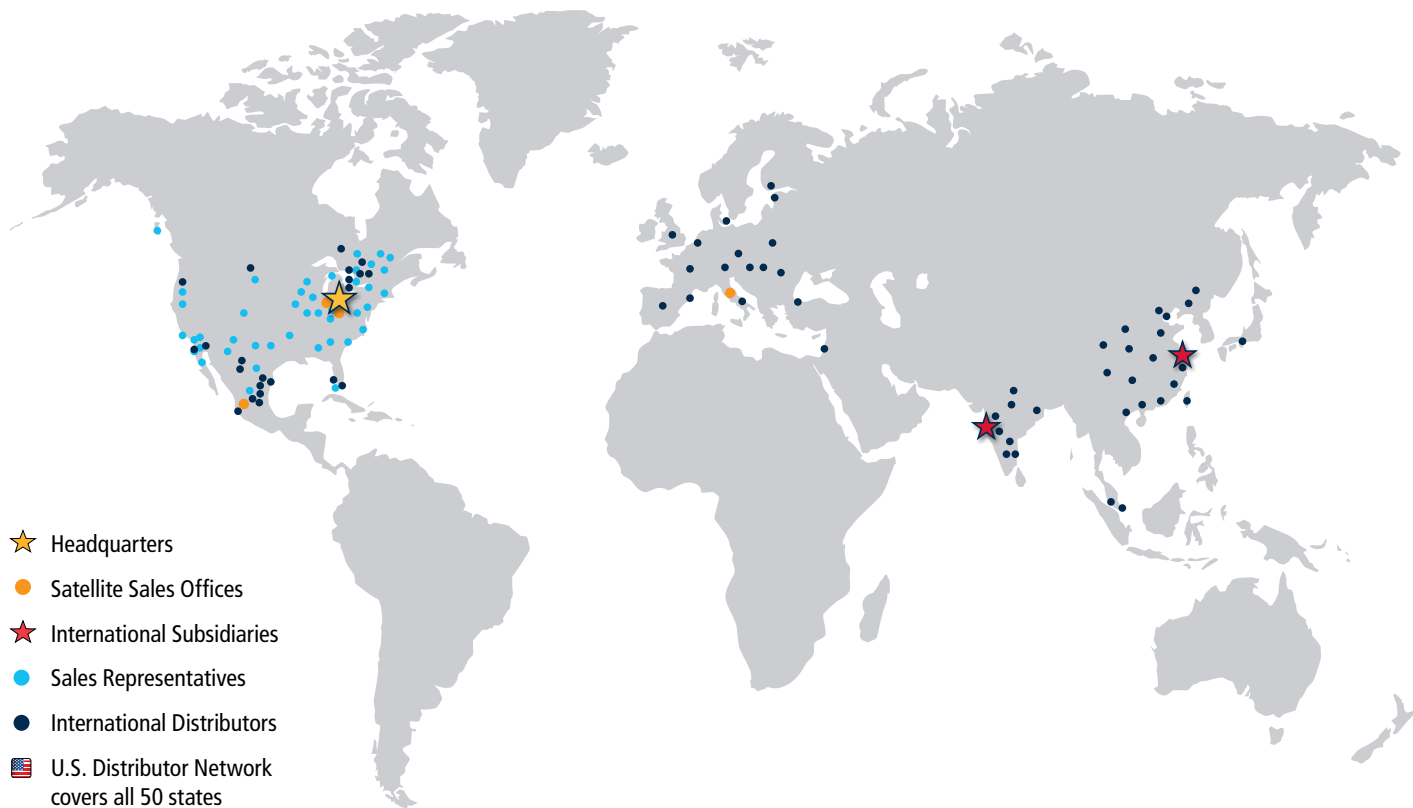 Headquarters
Satellite Sales Offices
International Subsidiaries
Sales Representatives
International Distributors
U.S. Distributor Network
covers all 50 states